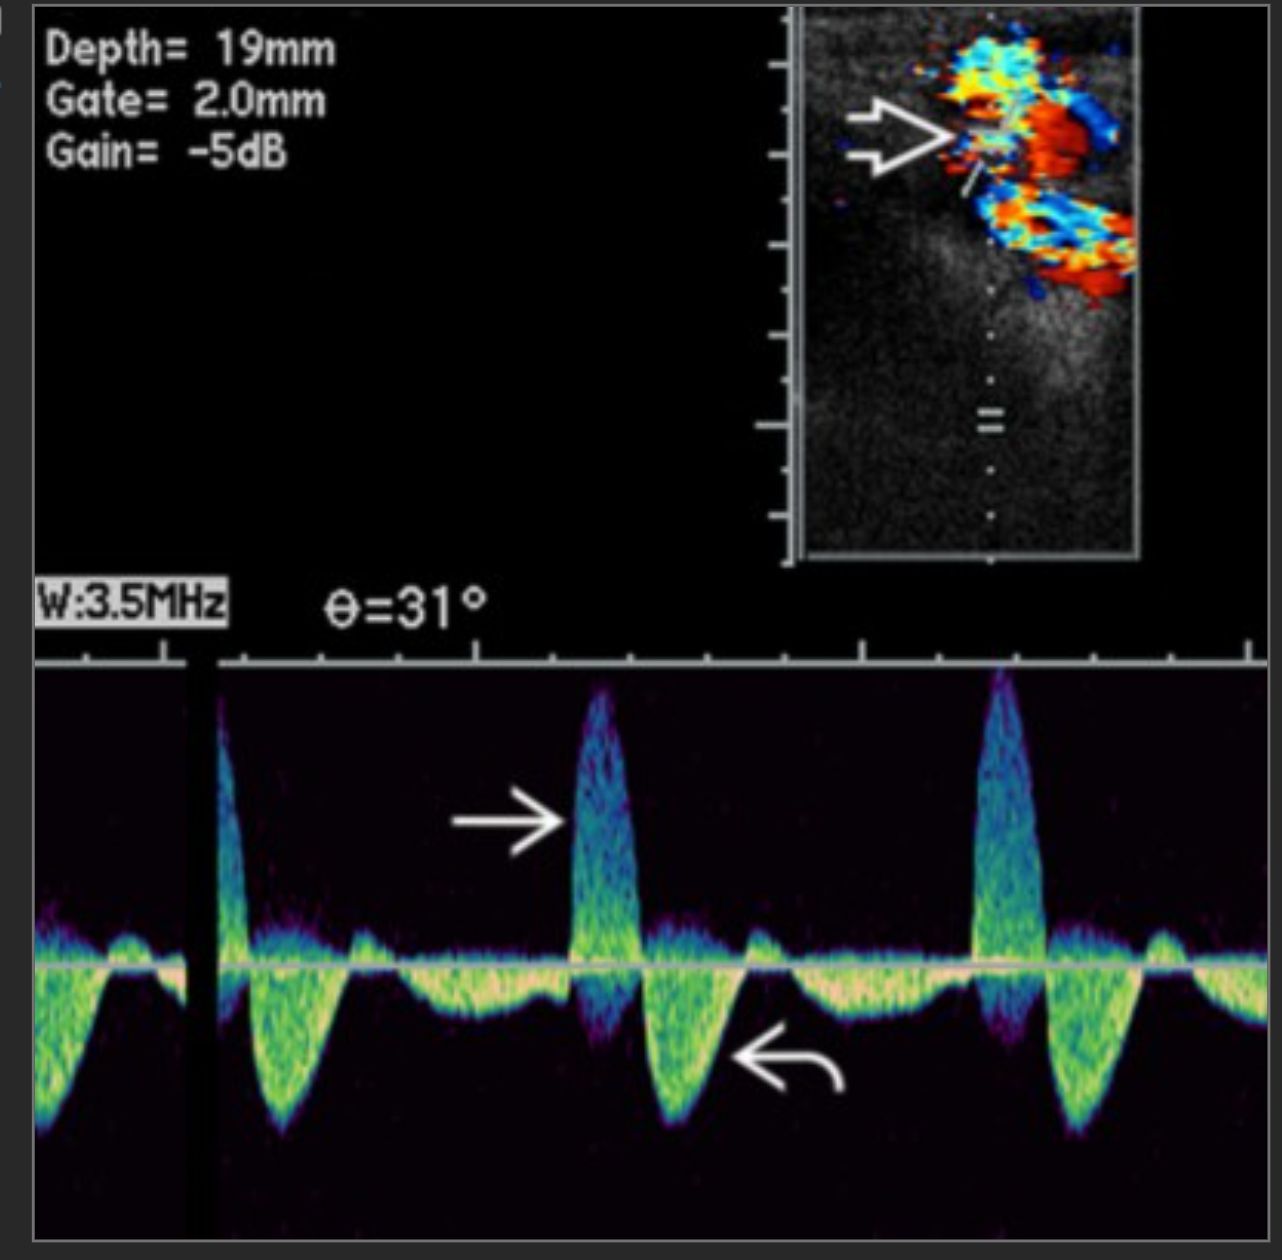 Depth= 19mm
Gate= 2.0mm
Gain= -5dB
W:3.5MHz
θ=31°